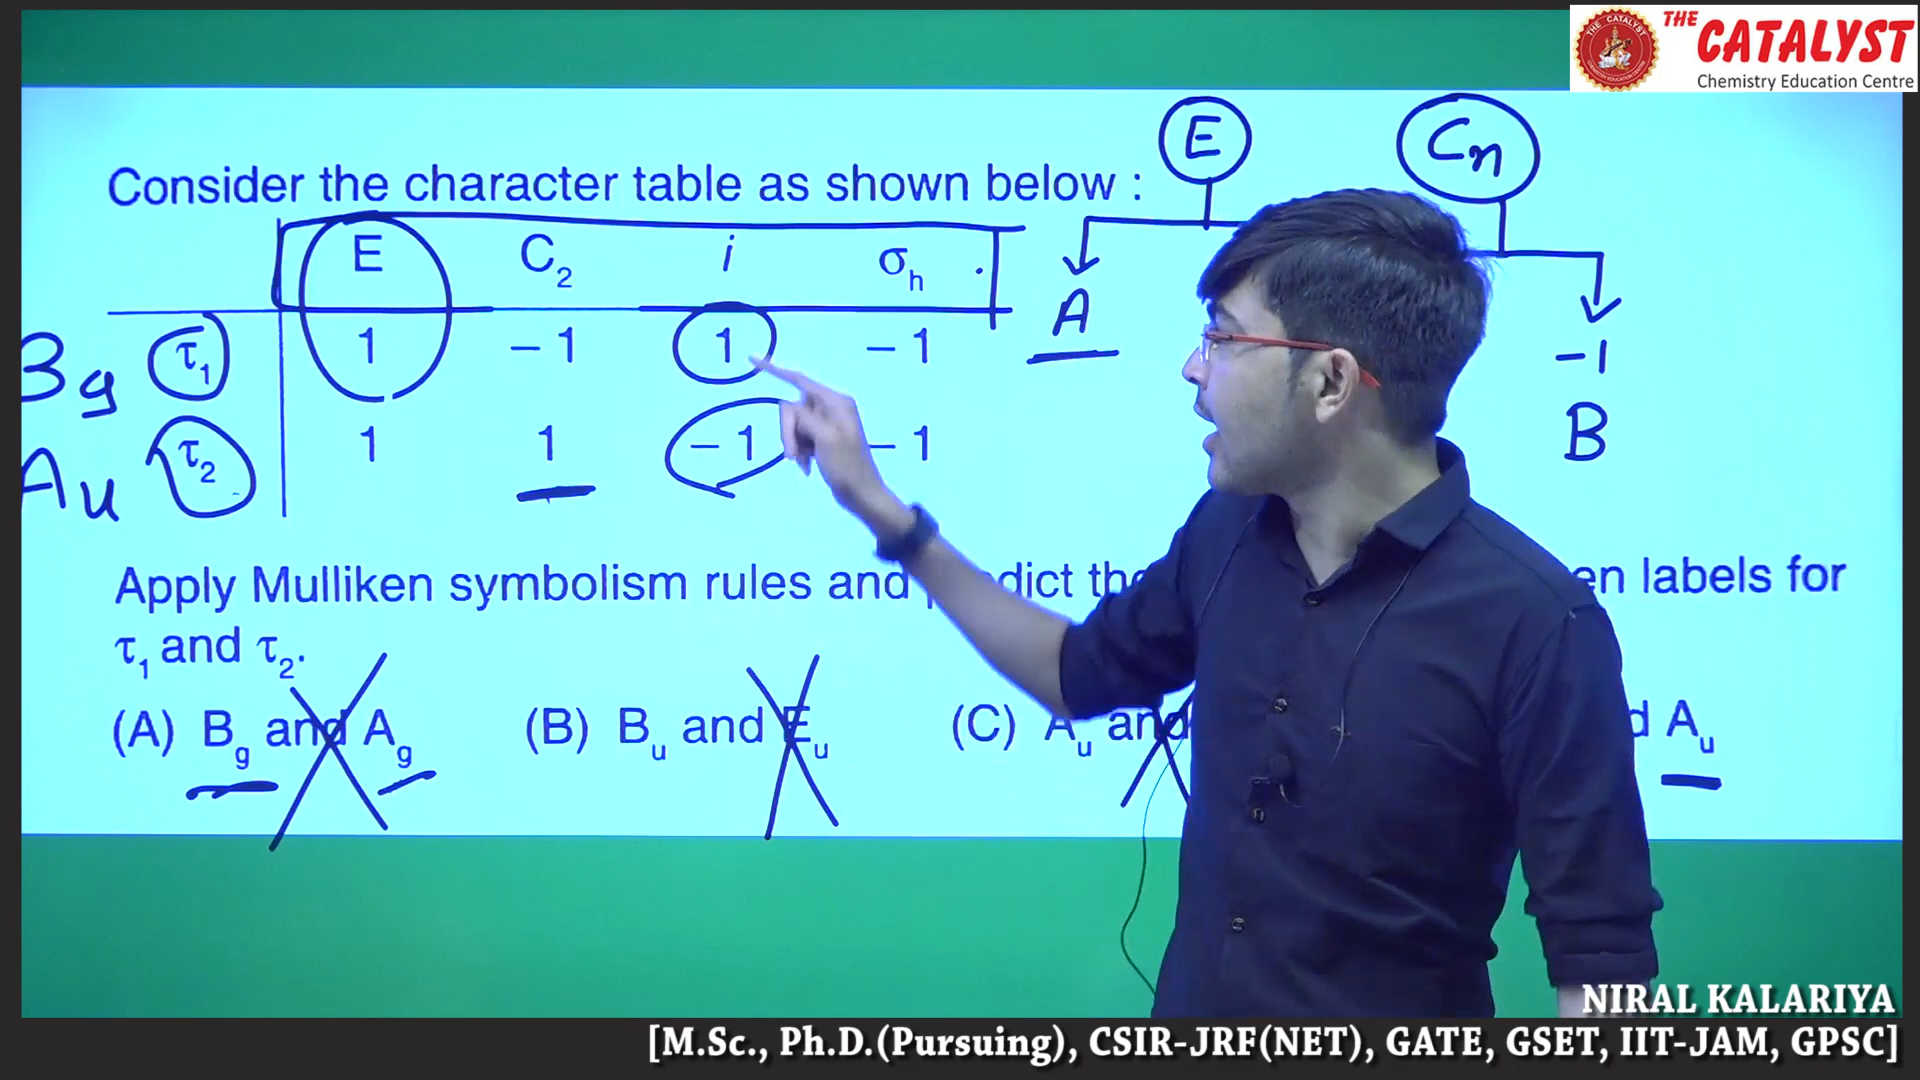 THE
CATALYST
Chemistry Education Centre
THE CATALYST
E
Cn
Consider the character table as shown below :
E C2 i σh .
A
Bg τ1 1 –1 1 –1
-1
B
Au τ2 1 1 –1 –1
Apply Mulliken symbolism rules and en labels for
τ1 and τ2.
(A) Bg and Ag (B) Bu and Eu (C) Au and Au
NIRAL KALARIYA
[M.Sc., Ph.D.(Pursuing), CSIR-JRF(NET), GATE, GSET, IIT-JAM, GPSC]